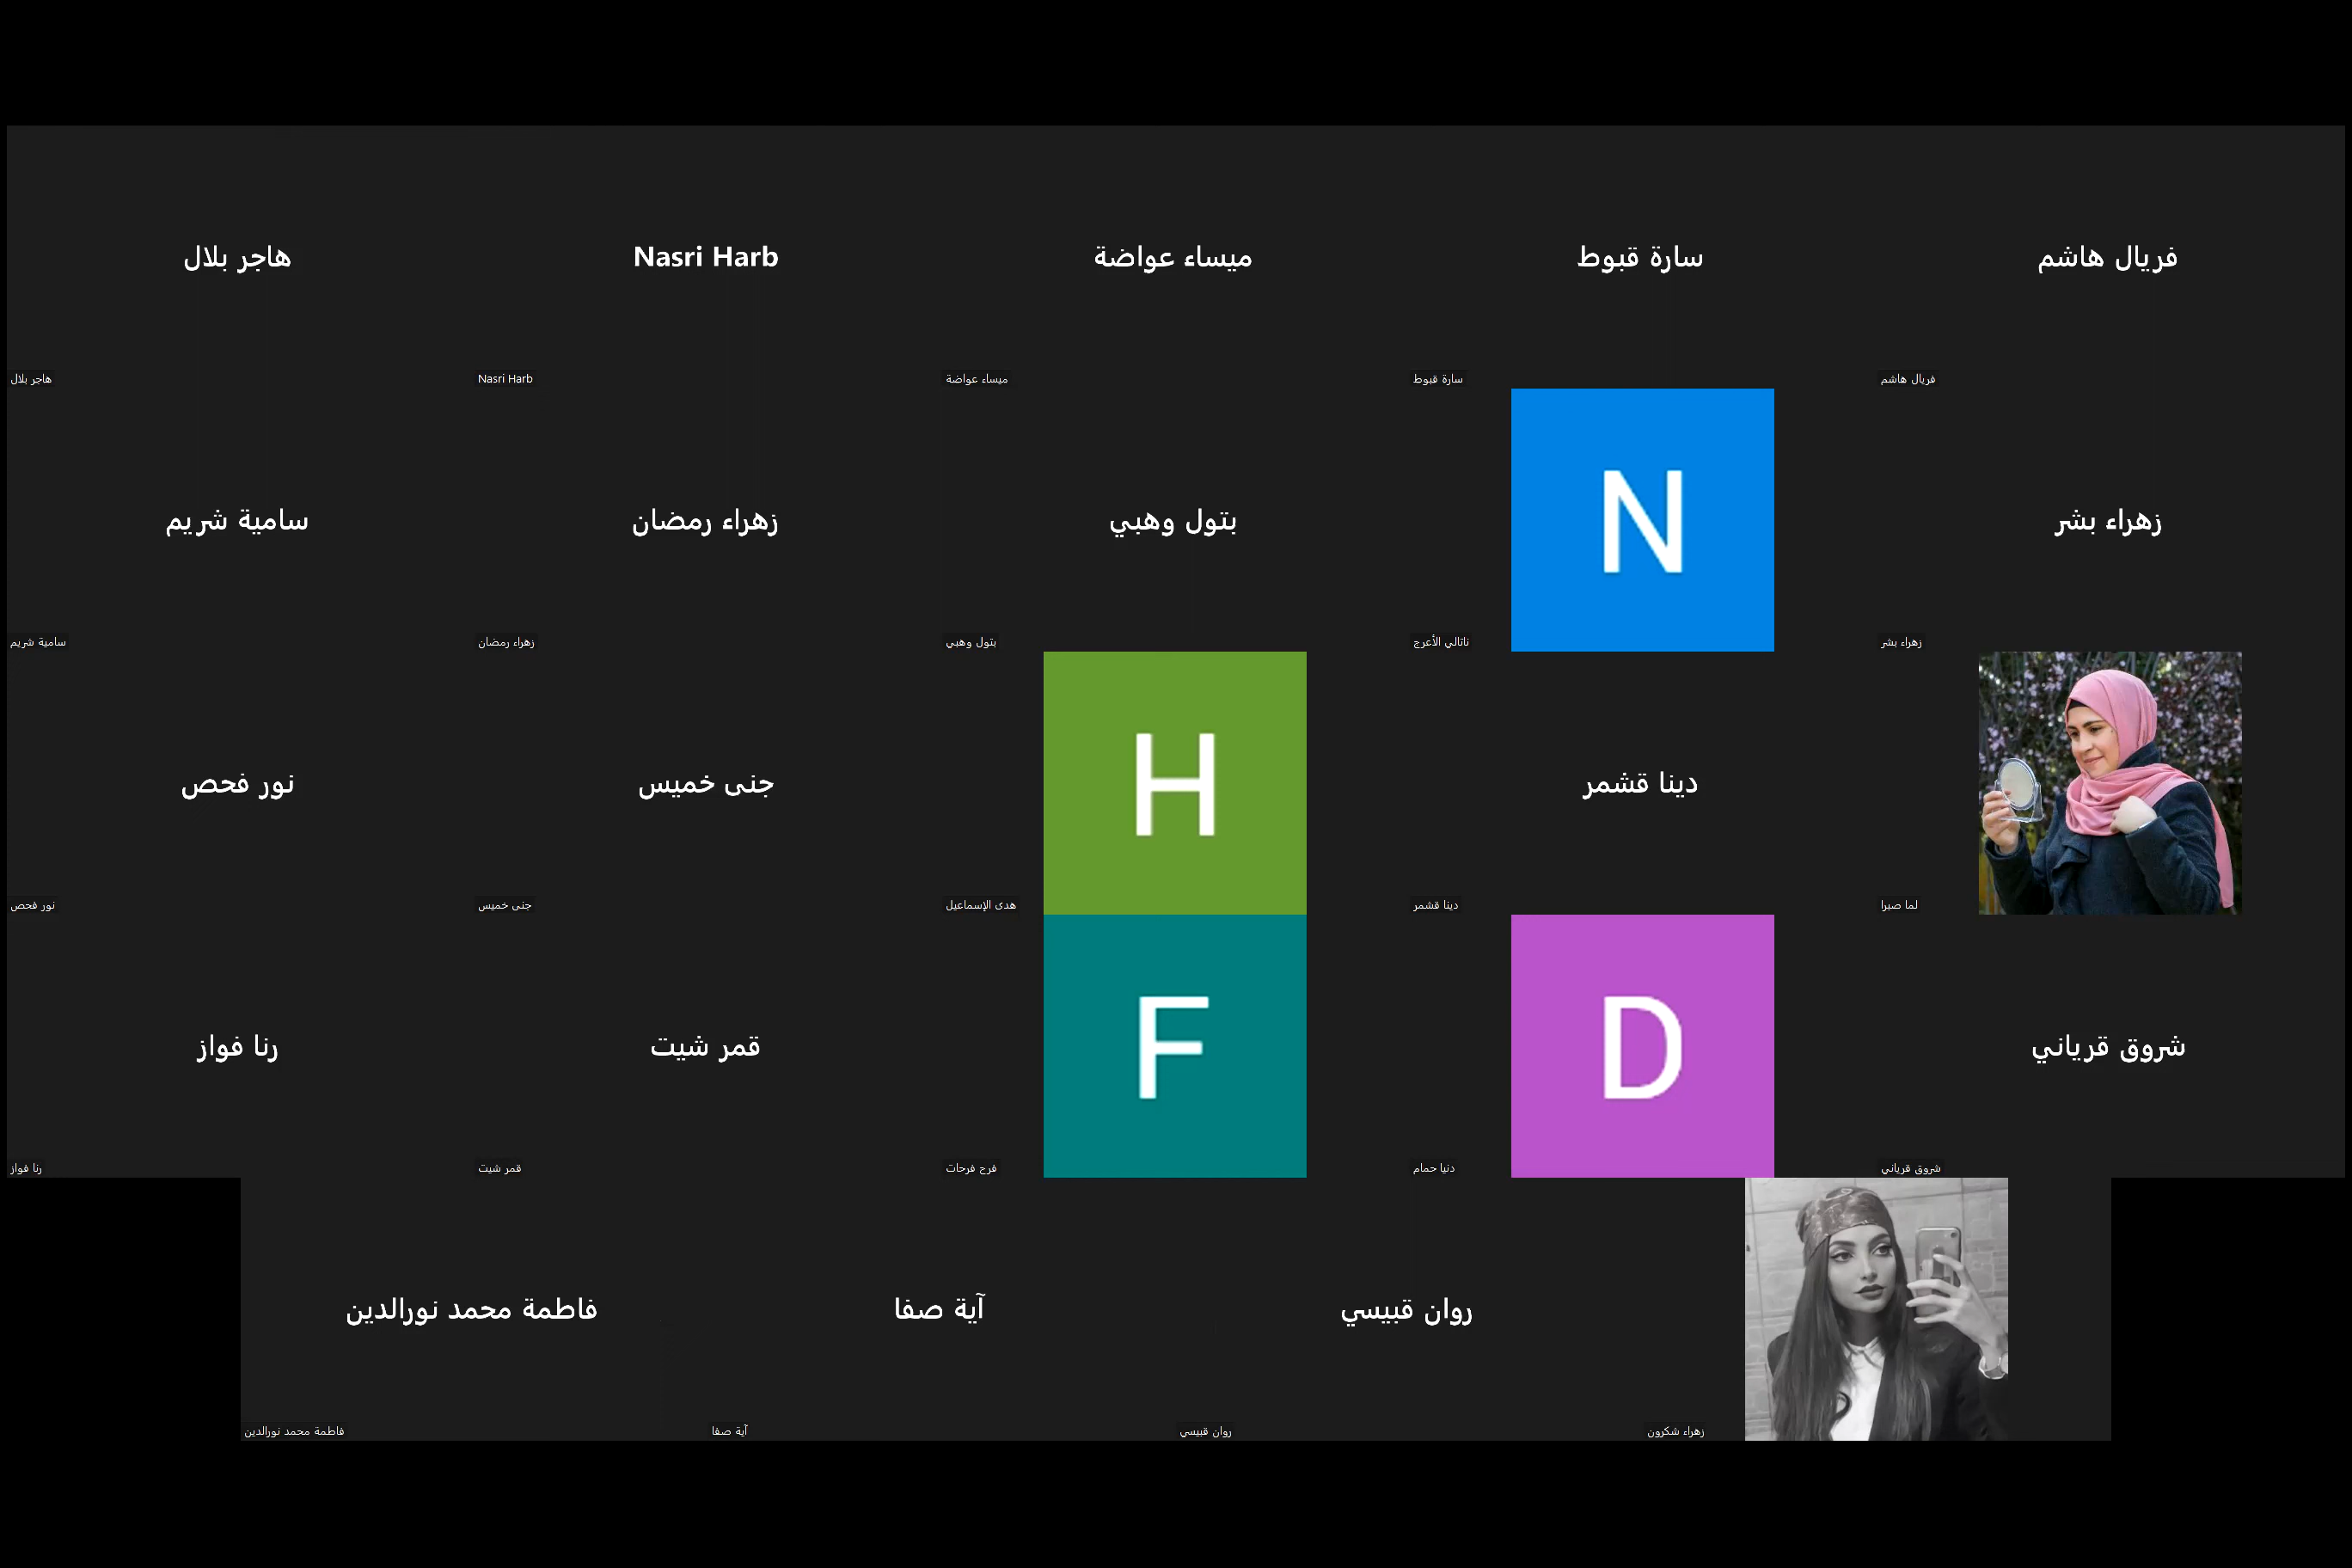 هاجر بلال
Nasri Harb
ميساء عواضة
سارة قبوط
فريال هاشم
هاجر بلال
Nasri Harb
ميساء عواضة
سارة قبوط
فريال هاشم
سامية شريم
زهراء رمضان
بتول وهبي
N
زهراء بشر
سامية شريم
زهراء رمضان
بتول وهبي
ناتالي الأعرج
زهراء بشر
نور فحص
جنى خميس
H
دينا قشمر
نور فحص
جنى خميس
هدى الإسماعيل
دينا قشمر
لما صبرا
رنا فواز
قمر شيت
F
D
شروق قرياني
رنا فواز
قمر شيت
فرح فرحات
دنيا حمام
شروق قرياني
فاطمة محمد نورالدين
آية صفا
روان قبيسي
فاطمة محمد نورالدين
آية صفا
روان قبيسي
زهراء شكرون